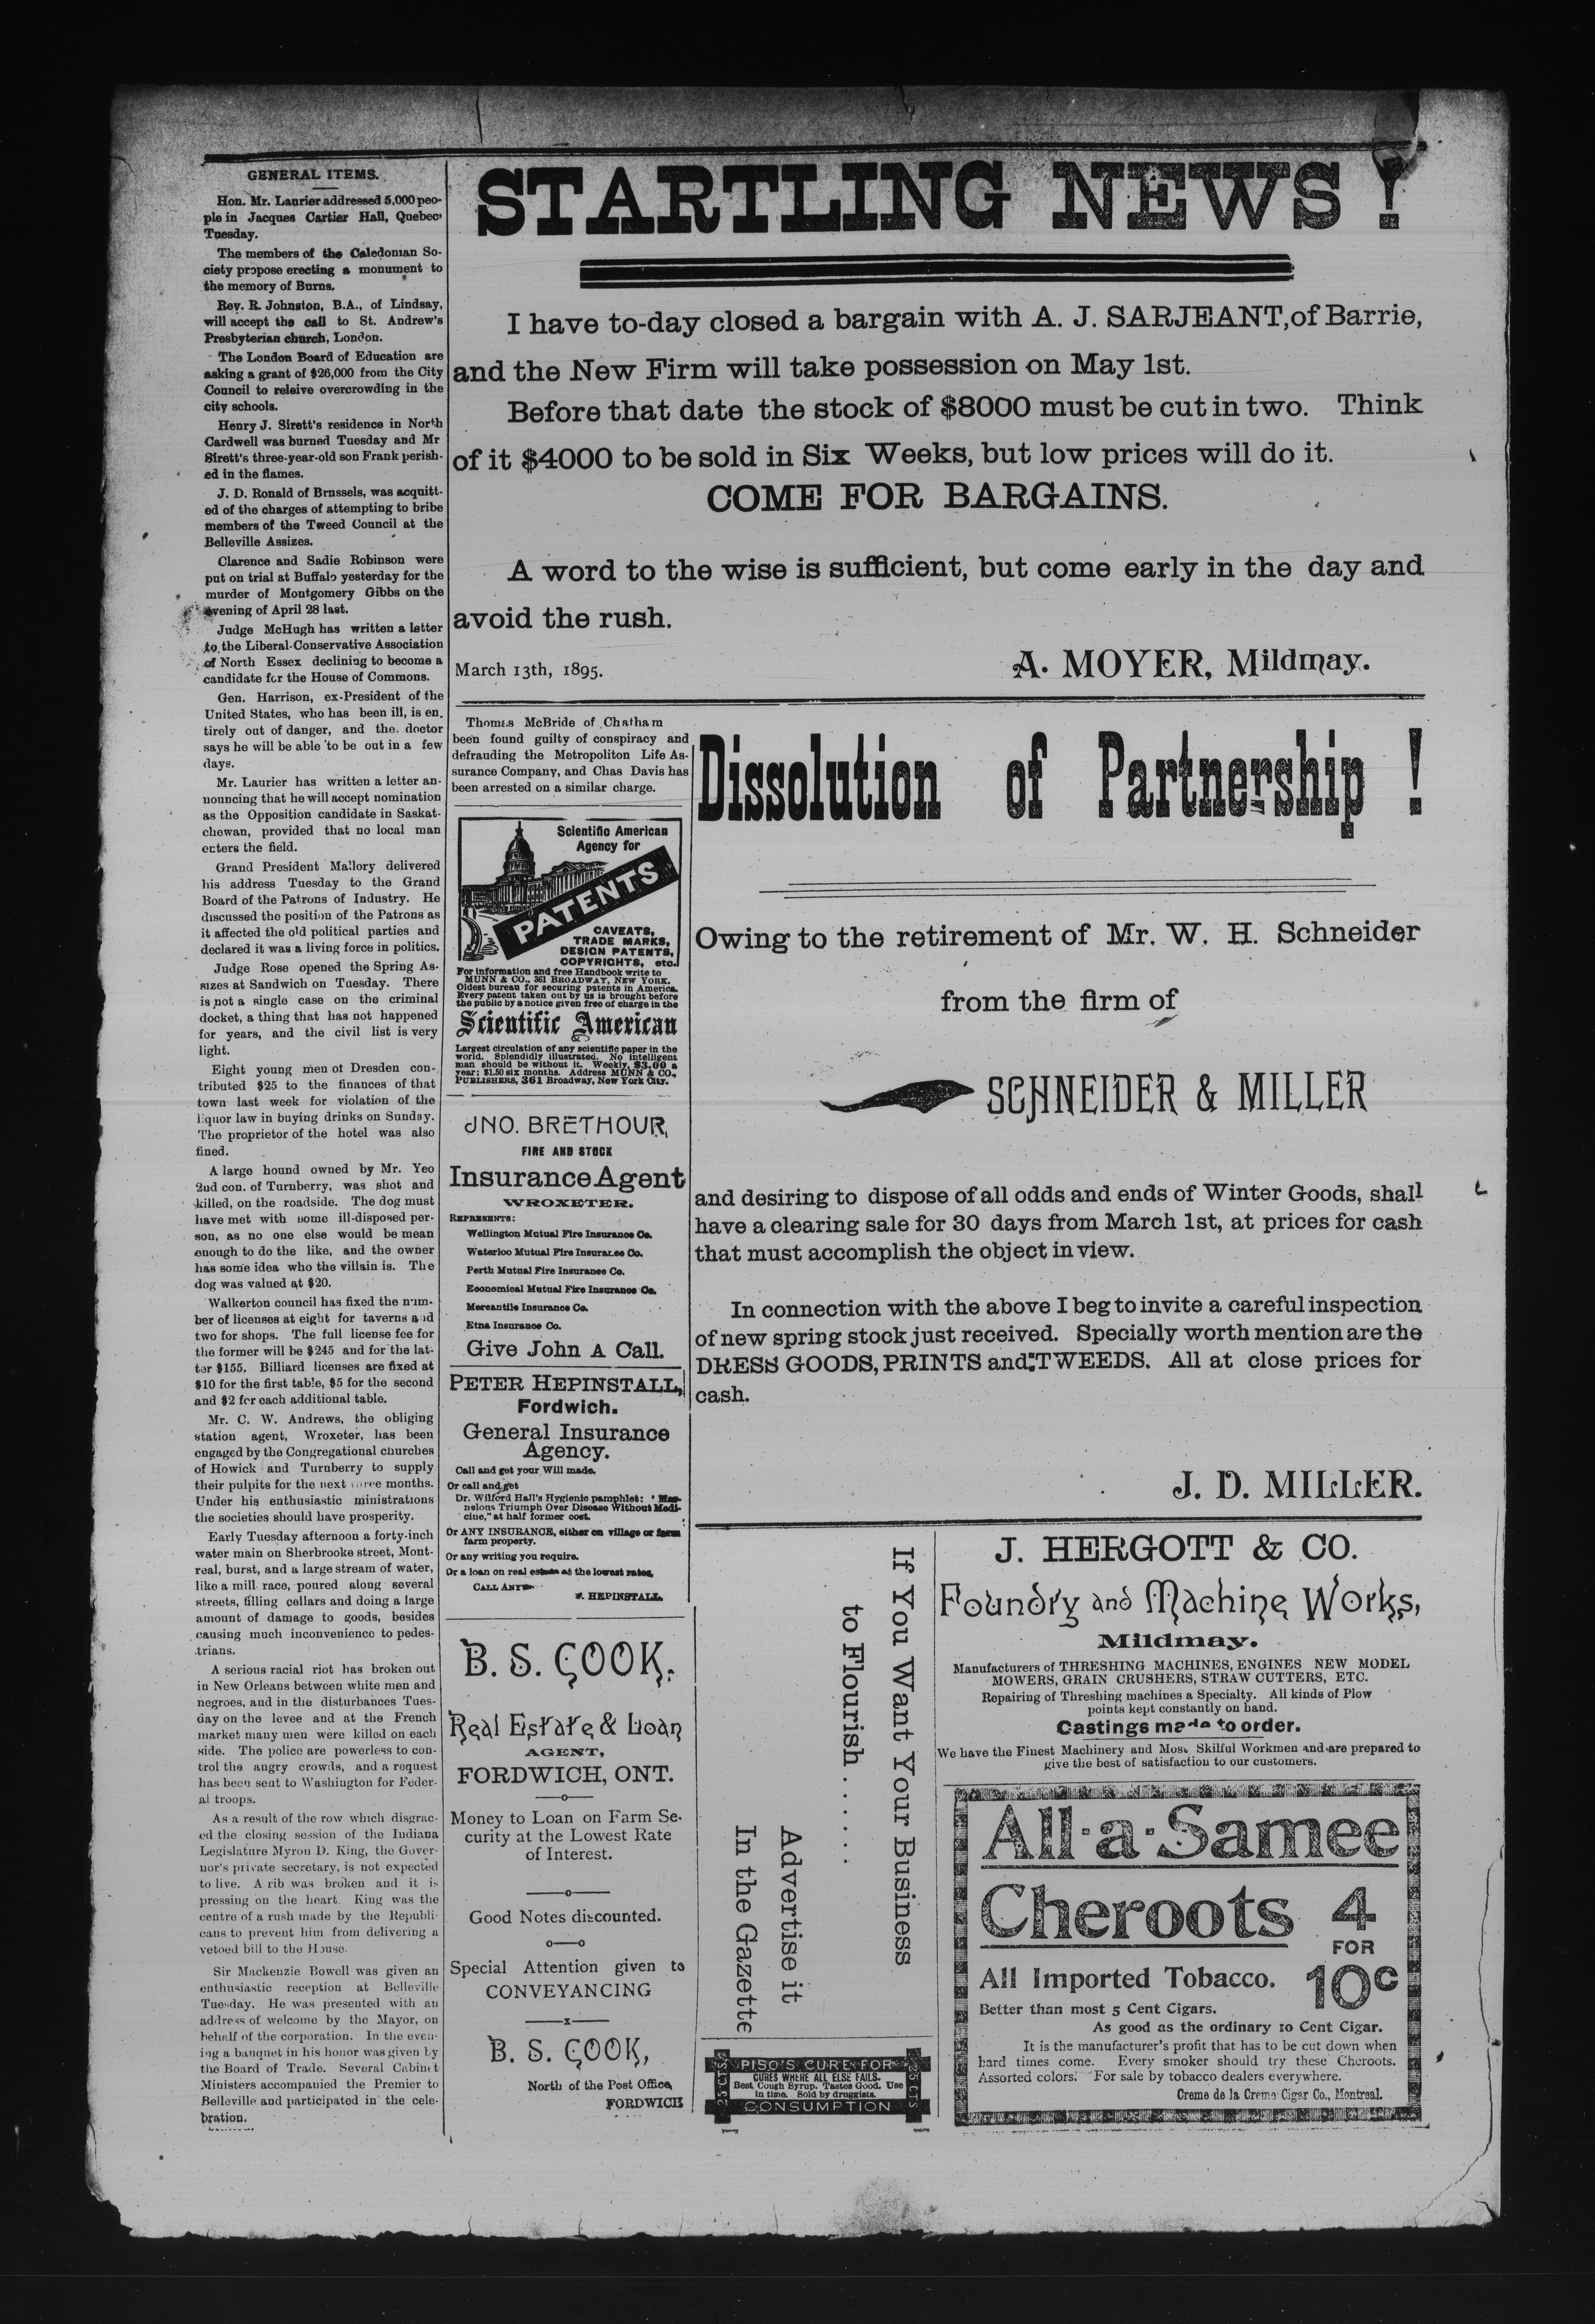 GENERAL ITEMS.
Hon. Mr. Laurier addressed 5,000 peo-
ple in Jacques Cartier Hall, Quebec
Tuesday.
The members of the Caledonian So-
ciety propose erecting a monument to
the memory of Burns.
Rev. R. Johnston, B.A., of Lindsay,
will accept the call to St. Andrew's
Presbyterian church, London.
The London Board of Education are
asking a grant of $26,000 from the City
Council to releive overcrowding in the
city schools.
Henry J. Sirett's residence in North
Cardwell was burned Tuesday and Mr
Sirett's three-year-old son Frank perish-
ed in the flames.
J. D. Ronald of Brussels, was acquitt-
ed of the charges of attempting to bribe
members of the Tweed Council at the
Belleville Assizes.
Clarence and Sadie Robinson were
put on trial at Buffalo yesterday for the
murder of Montgomery Gibbs on the
evening of April 28 last.
Judge McHugh has written a letter
to the Liberal-Conservative Association
of North Essex declining to become a
candidate for the House of Commons.
Gen. Harrison, ex-President of the
United States, who has been ill, is en.
tirely out of danger, and the doctor
says he will be able to be out in a few
days.
Mr. Laurier has written a letter an-
nouncing that he will accept nomination
as the Opposition candidate in Saskat-
chewan, provided that no local man
enters the field.
Grand President Mallory delivered
his address Tuesday to the Grand
Board of the Patrons of Industry. He
discussed the position of the Patrons as
it affected the old political parties and
declared it was a living force in politics.
Judge Rose opened the Spring As-
sizes at Sandwich on Tuesday. There
is not a single case on the criminal
docket, a thing that has not happened
for years, and the civil list is very
light.
Eight young men of Dresden con-
tributed $25 to the finances of that
town last week for violation of the
liquor law in buying drinks on Sunday.
The proprietor of the hotel was also
fined.
A large hound owned by Mr. Yeo
2nd con. of Turnberry, was shot and
killed, on the roadside. The dog must
have met with some ill-disposed per-
son, as no one else would be mean
enough to do the like, and the owner
has some idea who the villain is. The
dog was valued at $20.
Walkerton council has fixed the num-
ber of licenses at eight for taverns and
two for shops. The full license fee for
the former will be $245 and for the lat-
ter $155. Billiard licenses are fixed at
$10 for the first table, $5 for the second
and $2 for each additional table.
Mr. C. W. Andrews, the obliging
station agent, Wroxeter, has been
engaged by the Congregational churches
of Howick and Turnberry to supply
their pulpits for the next three months.
Under his enthusiastic ministrations
the societies should have prosperity.
Early Tuesday afternoon a forty-inch
water main on Sherbrooke street, Mont-
real, burst, and a large stream of water,
like a mill race, poured along several
streets, filling cellars and doing a large
amount of damage to goods, besides
causing much inconvenience to pedes-
trians.
A serious racial riot has broken out
in New Orleans between white men and
negroes, and in the disturbances Tues-
day on the levee and at the French
market many men were killed on each
side. The police are powerless to con-
trol the angry crowds, and a request
has been sent to Washington for Feder-
al troops.
As a result of the row which disgrac-
ed the closing session of the Indiana
Legislature Myron D. King, the Gover-
nor's private secretary, is not expected
to live. A rib was broken and it is
pressing on the heart. King was the
centre of a rush made by the Republi-
cans to prevent him from delivering a
vetoed bill to the House.
Sir Mackenzie Bowell was given an
enthusiastic reception at Belleville
Tuesday. He was presented with an
address of welcome by the Mayor, on
behalf of the corporation. In the even-
ing a banquet in his honor was given by
the Board of Trade. Several Cabinet
Ministers accompanied the Premier to
Belleville and participated in the cele-
bration.
STARTLING NEWS!
I have to-day closed a bargain with A. J. SARJEANT, of Barrie,
and the New Firm will take possession on May 1st.
Before that date the stock of $8000 must be cut in two. Think
of it $4000 to be sold in Six Weeks, but low prices will do it.
COME FOR BARGAINS.
A word to the wise is sufficient, but come early in the day and
avoid the rush.
March 13th, 1895.
A. MOYER, Mildmay.
Thomas McBride of Chatham
been found guilty of conspiracy and
defrauding the Metropoliton Life As-
surance Company, and Chas Davis has
been arrested on a similar charge.
Scientific American
Agency for
PATENTS
CAVEATS,
TRADE MARKS,
DESIGN PATENTS,
COPYRIGHTS, etc.
For information and free Handbook write to
MUNN & CO., 361 BROADWAY, NEW YORK.
Oldest bureau for securing patents in America.
Every patent taken out by us is brought before
the public by a notice given free of charge in the
Scientific American
Largest circulation of any scientific paper in the
world. Splendidly illustrated. No intelligent
man should be without it. Weekly, $3.00 a
year; $1.50 six months. Address MUNN & CO.,
PUBLISHERS, 361 Broadway, New York City.
JNO. BRETHOUR,
FIRE AND STOCK
Insurance Agent
WROXETER.
REPRESENTS:
Wellington Mutual Fire Insurance Co.
Waterloo Mutual Fire Insurance Co.
Perth Mutual Fire Insurance Co.
Economical Mutual Fire Insurance Co.
Mercantile Insurance Co.
Etna Insurance Co.
Give John A Call.
PETER HEPINSTALL,
Fordwich.
General Insurance
Agency.
Call and get your Will made.
Or call and get
Dr. Wilford Hall's Hygienic pamphlet: "Mar-
nelous Triumph Over Disease Without Medi-
cine," at half former cost.
Or ANY INSURANCE, either on village or farm
farm property.
Or any writing you require.
Or a loan on real estate at the lowest rates.
CALL
P. HEPINSTALL.
B. S. COOK.
Real Estate & Loan
AGENT,
FORDWICH, ONT.
—o—
Money to Loan on Farm Se-
curity at the Lowest Rate
of Interest.
—o—
Good Notes discounted.
o—o
Special Attention given to
CONVEYANCING
—x—
B. S. COOK,
North of the Post Office,
FORDWICH
Dissolution of Partnership!
Owing to the retirement of Mr. W. H. Schneider
from the firm of
SCHNEIDER & MILLER
and desiring to dispose of all odds and ends of Winter Goods, shall
have a clearing sale for 30 days from March 1st, at prices for cash
that must accomplish the object in view.
In connection with the above I beg to invite a careful inspection
of new spring stock just received. Specially worth mention are the
DRESS GOODS, PRINTS and TWEEDS. All at close prices for
cash.
J. D. MILLER.
If You Want Your Business
to Flourish......
Advertise it
In the Gazette
PISO'S CURE FOR
CURES WHERE ALL ELSE FAILS.
Best Cough Syrup. Tastes Good. Use
in time. Sold by druggists.
CONSUMPTION
25 CTS
25 CTS
J. HERGOTT & CO.
Foundry and Machine Works,
Mildmay.
Manufacturers of THRESHING MACHINES, ENGINES NEW MODEL
MOWERS, GRAIN CRUSHERS, STRAW CUTTERS, ETC.
Repairing of Threshing machines a Specialty. All kinds of Plow
points kept constantly on hand.
Castings made to order.
We have the Finest Machinery and Most Skilful Workmen and are prepared to
give the best of satisfaction to our customers.
All-a-Samee
Cheroots 4
FOR
All Imported Tobacco. 10c
Better than most 5 Cent Cigars.
As good as the ordinary 10 Cent Cigar.
It is the manufacturer's profit that has to be cut down when
hard times come. Every smoker should try these Cheroots.
Assorted colors. For sale by tobacco dealers everywhere.
Creme de la Creme Cigar Co., Montreal.